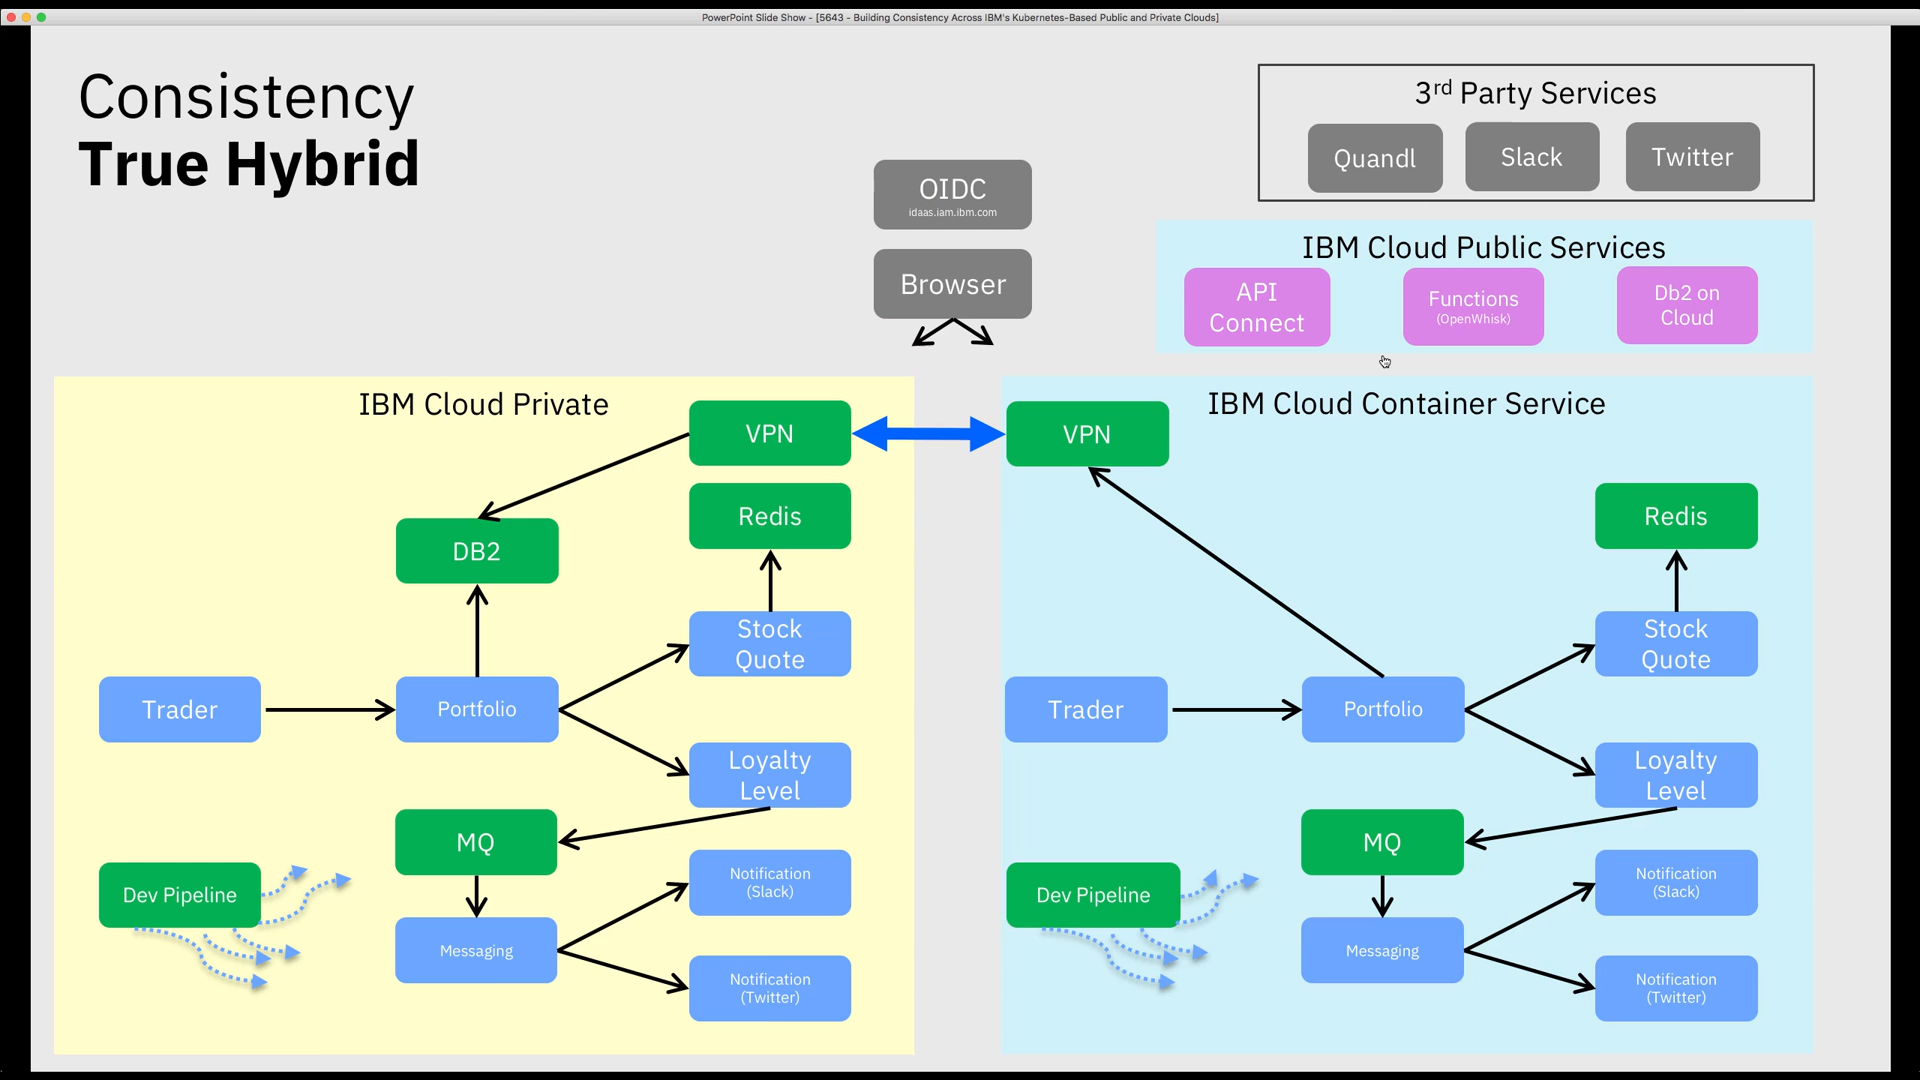 PowerPoint Slide Show - [5643 - Building Consistency Across IBM's Kubernetes-Based Public and Private Clouds]
Consistency
True Hybrid
3rd Party Services
Quandl
Slack
Twitter
OIDC
idaas.iam.ibm.com
Browser
IBM Cloud Public Services
API
Connect
Functions
(OpenWhisk)
Db2 on
Cloud
IBM Cloud Private
VPN
Redis
DB2
Stock
Quote
Trader
Portfolio
Loyalty
Level
MQ
Dev Pipeline
Notification
(Slack)
Messaging
Notification
(Twitter)
IBM Cloud Container Service
VPN
Redis
Stock
Quote
Trader
Portfolio
Loyalty
Level
MQ
Dev Pipeline
Notification
(Slack)
Messaging
Notification
(Twitter)